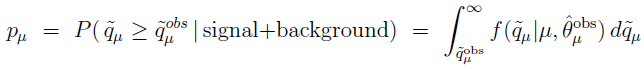 p_μ = P( q̃_μ ≥ q̃_μ^{obs} | signal+background) = ∫_{q̃_μ^{obs}}^{∞} f(q̃_μ|μ, θ̂_μ^{obs}) dq̃_μ